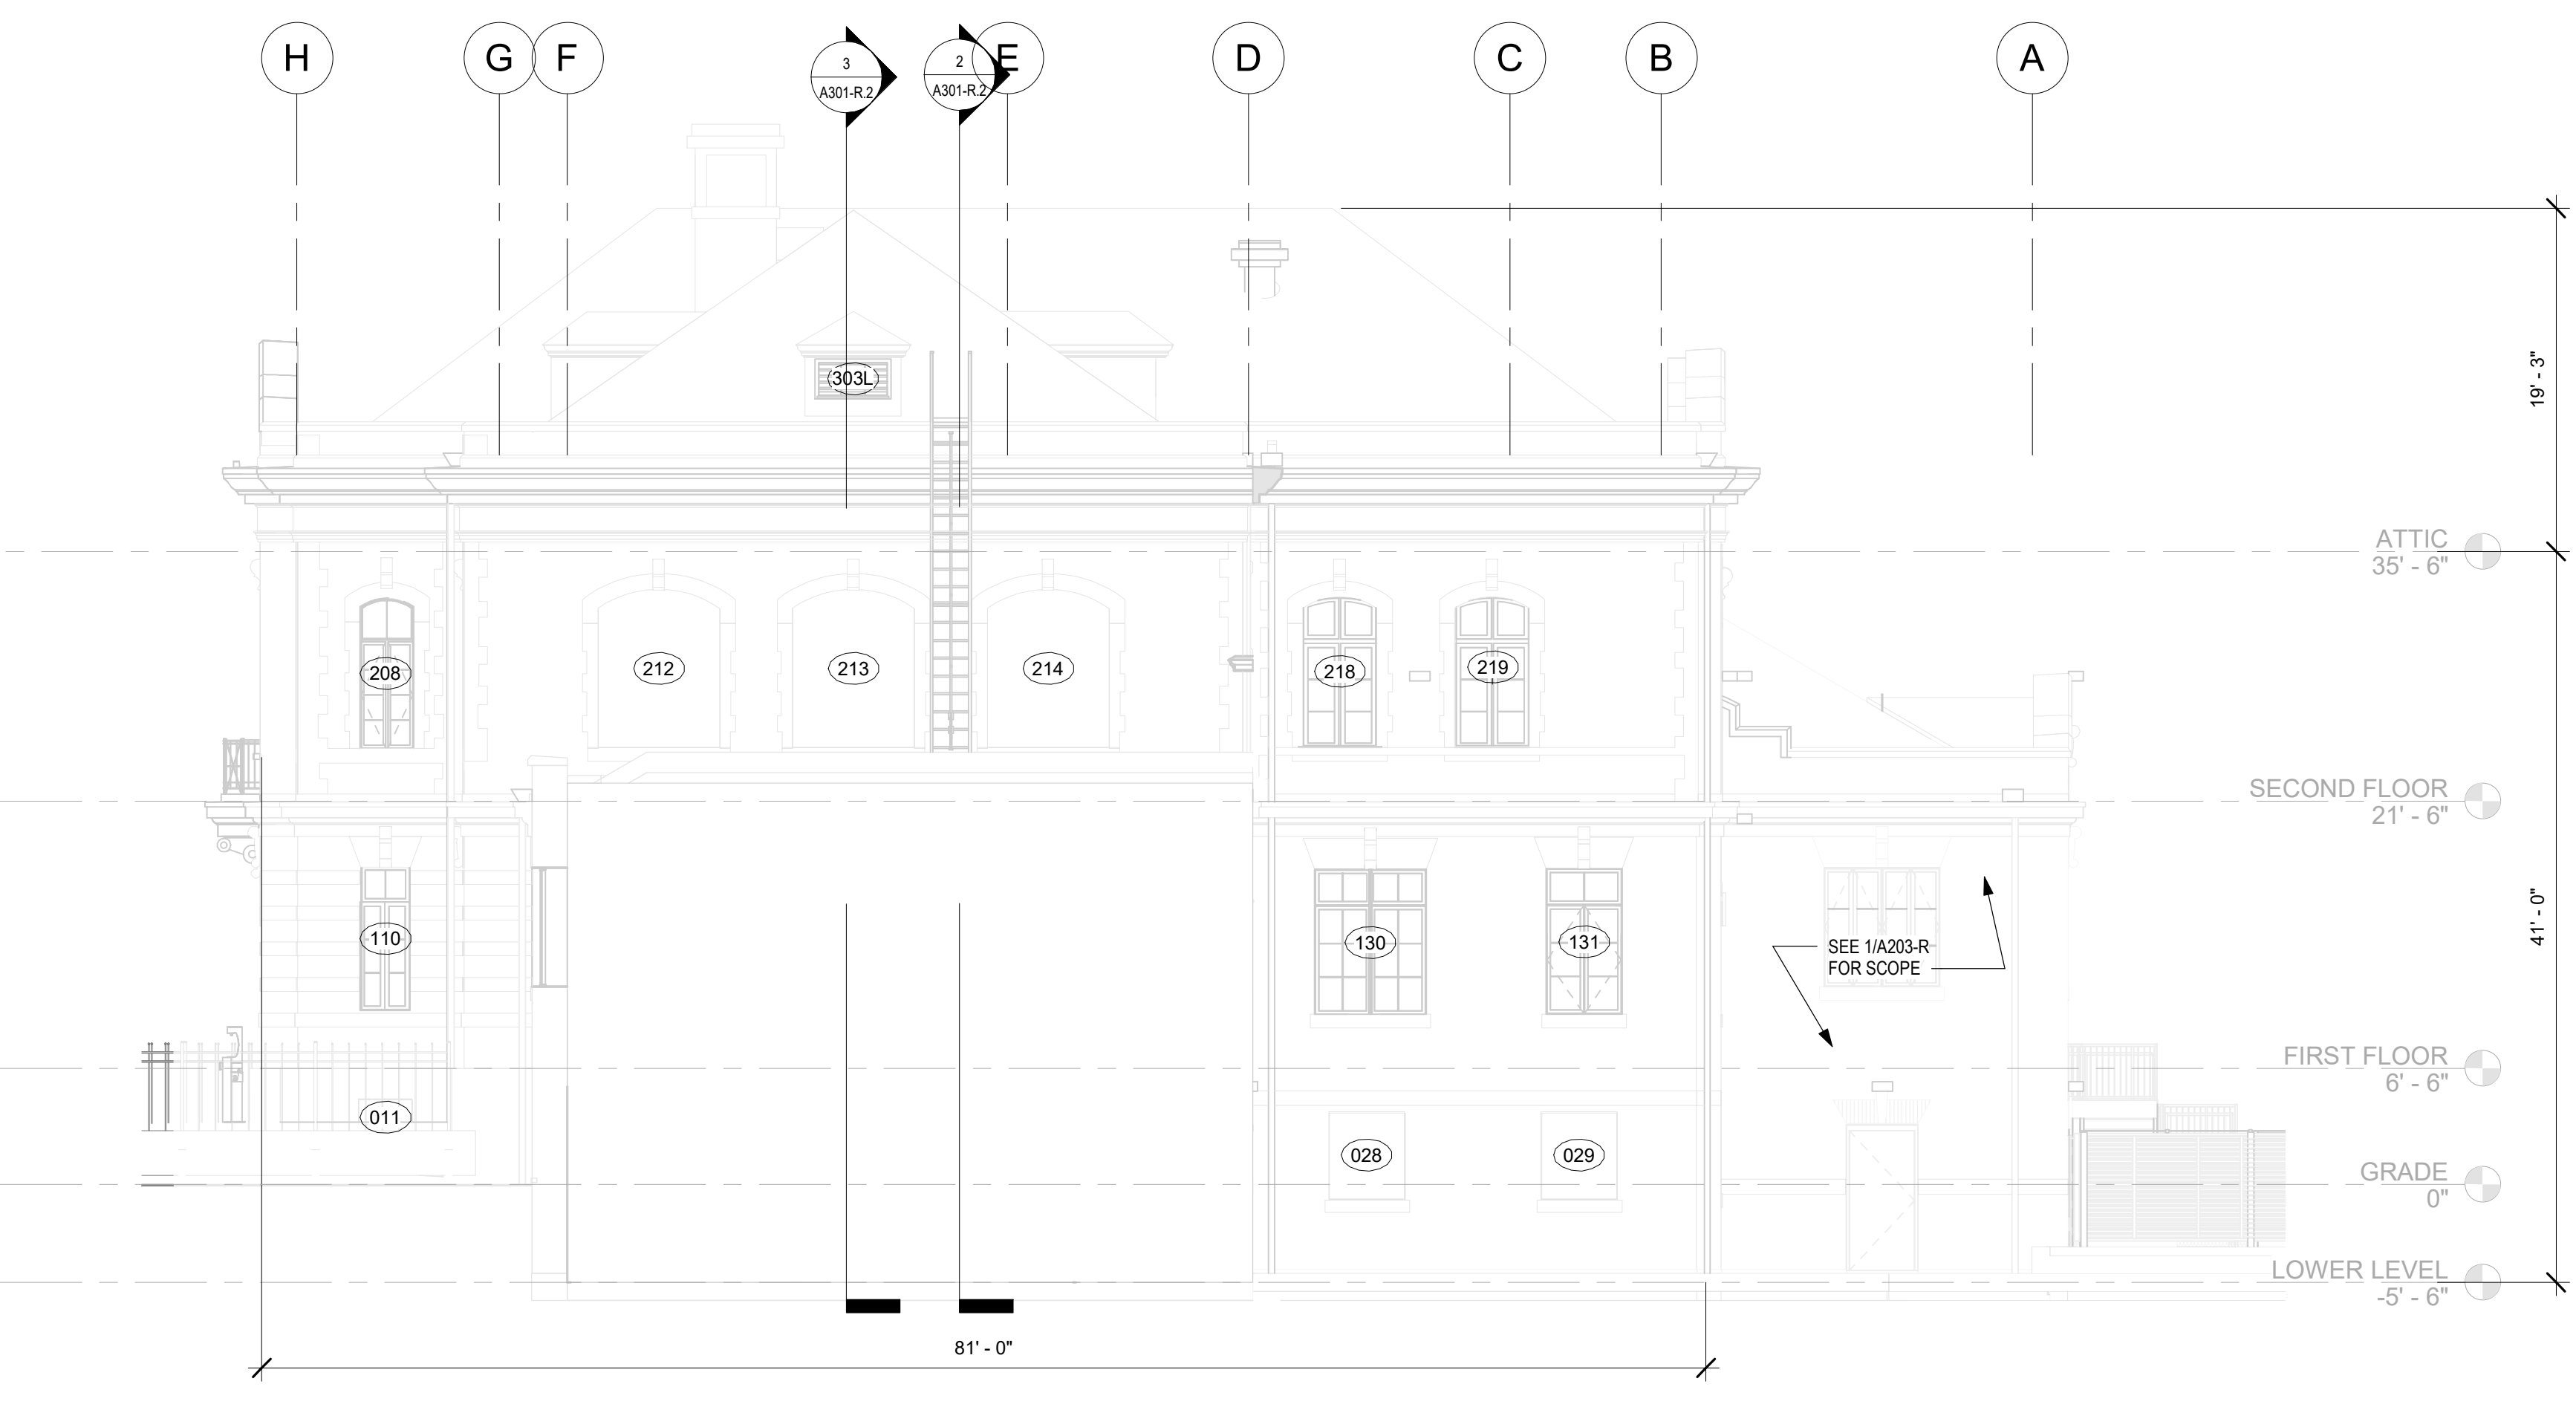 H
G
F
3
A301-R.2
2
A301-R.2
E
D
C
B
A
19' - 3"
303L
ATTIC
35' - 6"
208
212
213
214
218
219
SECOND FLOOR
21' - 6"
41' - 0"
110
130
131
SEE 1/A203-R
FOR SCOPE
FIRST FLOOR
6' - 6"
011
028
029
GRADE
0"
LOWER LEVEL
-5' - 6"
81' - 0"